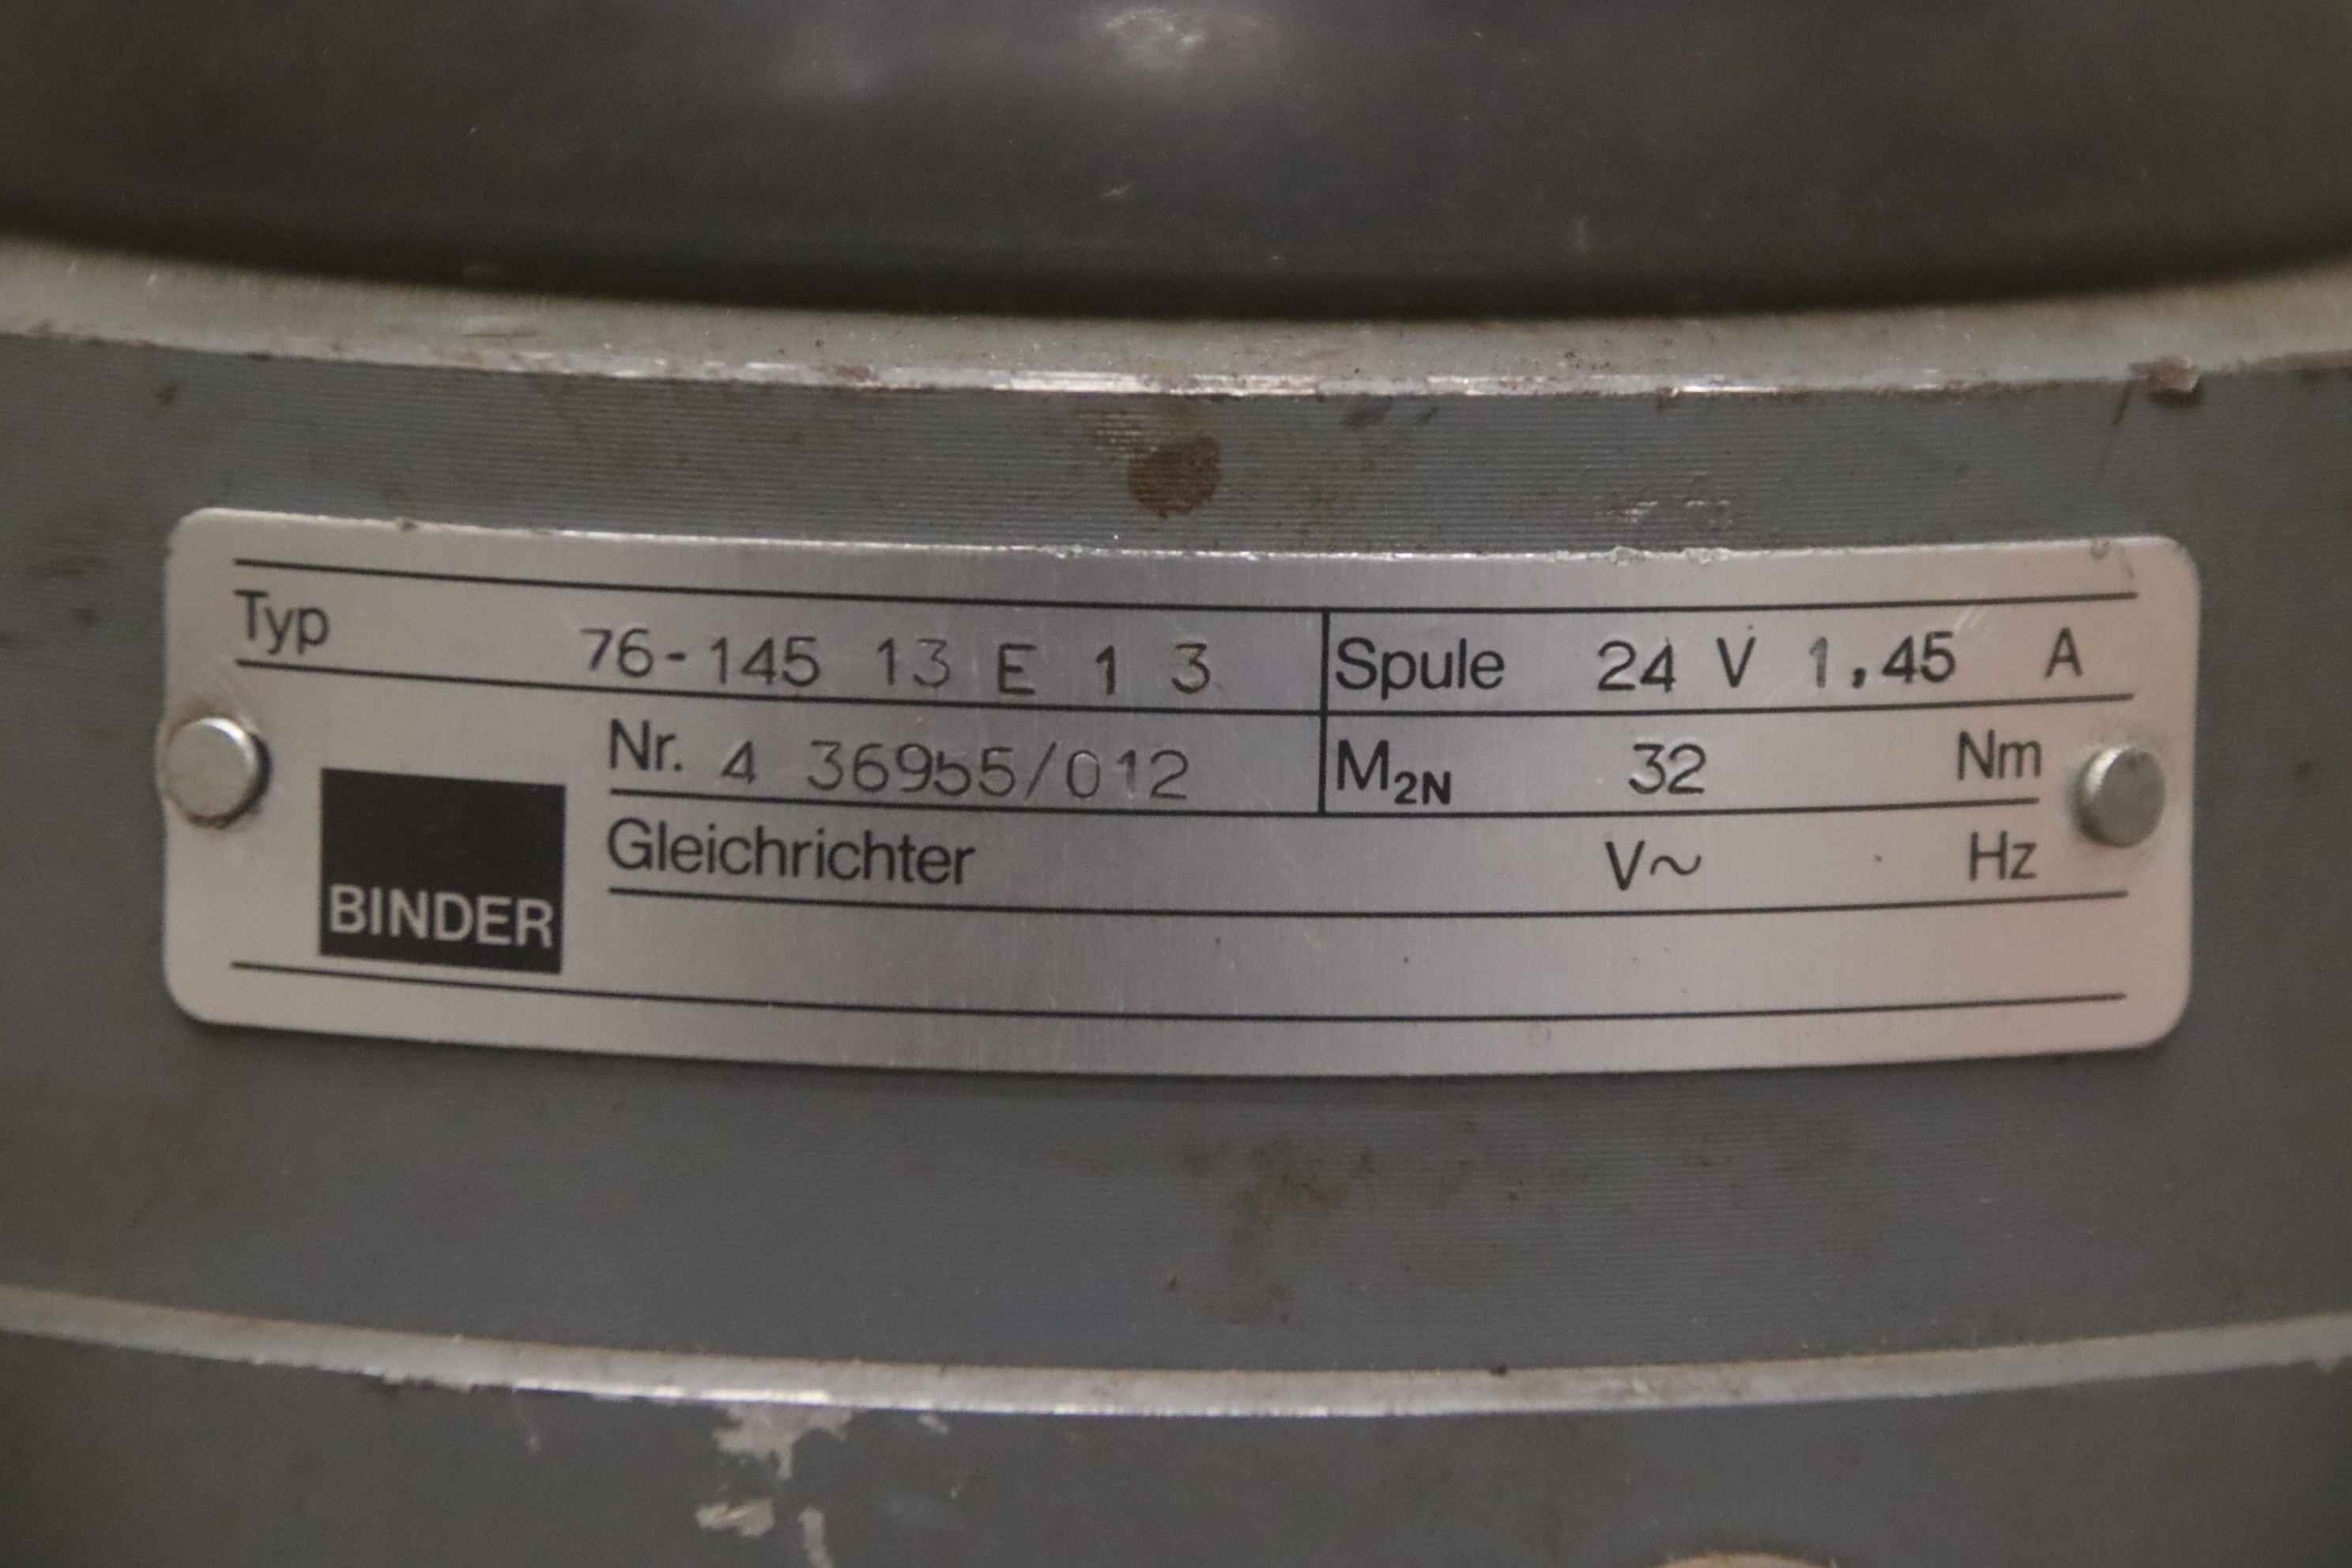 Typ 76-145 13 E 1 3 Spule 24 V 1,45 A
Nr. 4 36955/012 M2N 32 Nm
Gleichrichter V~ Hz
BINDER